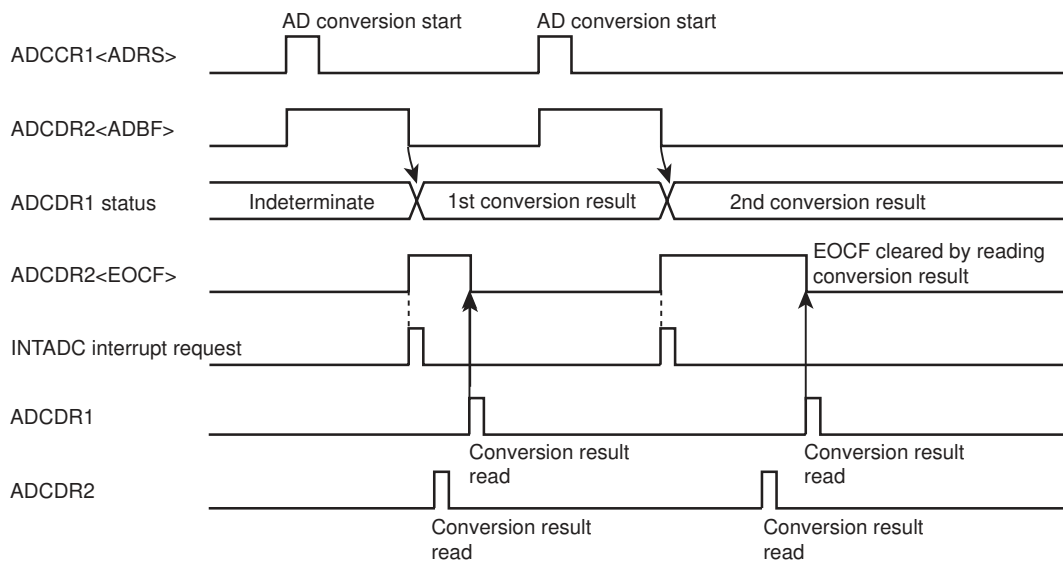 AD conversion start
AD conversion start
ADCCR1<ADRS>
ADCDR2<ADBF>
ADCDR1 status
Indeterminate
1st conversion result
2nd conversion result
ADCDR2<EOCF>
EOCF cleared by reading
conversion result
INTADC interrupt request
ADCDR1
Conversion result
read
Conversion result
read
ADCDR2
Conversion result
read
Conversion result
read